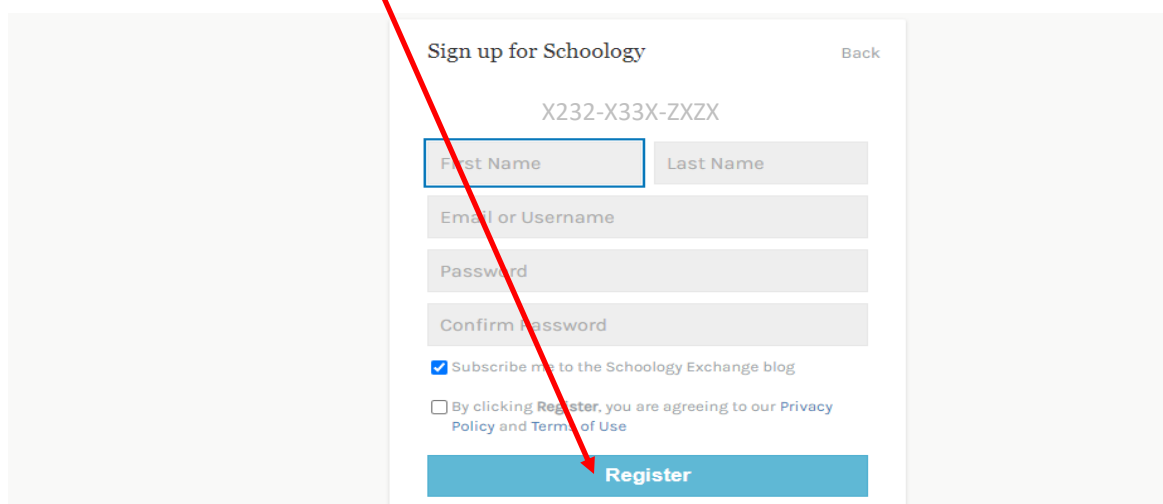 Sign up for Schoology Back
X232-X33X-ZXZX
First Name Last Name
Email or Username
Password
Confirm Password
Subscribe me to the Schoology Exchange blog
By clicking Register, you are agreeing to our Privacy
Policy and Terms of Use
Register